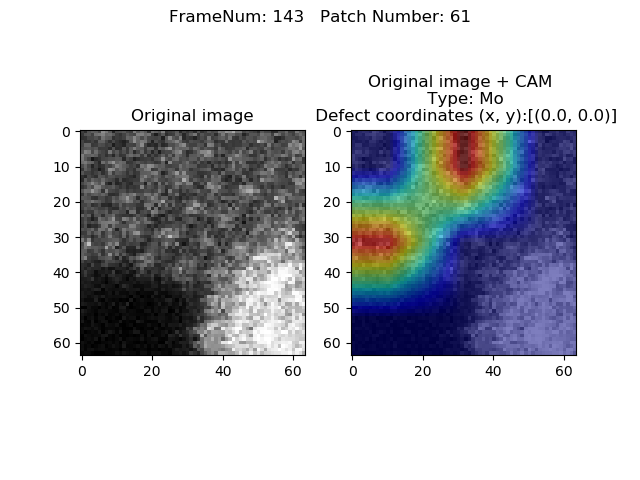 FrameNum: 143   Patch Number: 61
Original image
Original image + CAM
Type: Mo
Defect coordinates (x, y):[(0.0, 0.0)]
0
10
20
30
40
50
60
0 20 40 60
0
10
20
30
40
50
60
0 20 40 60